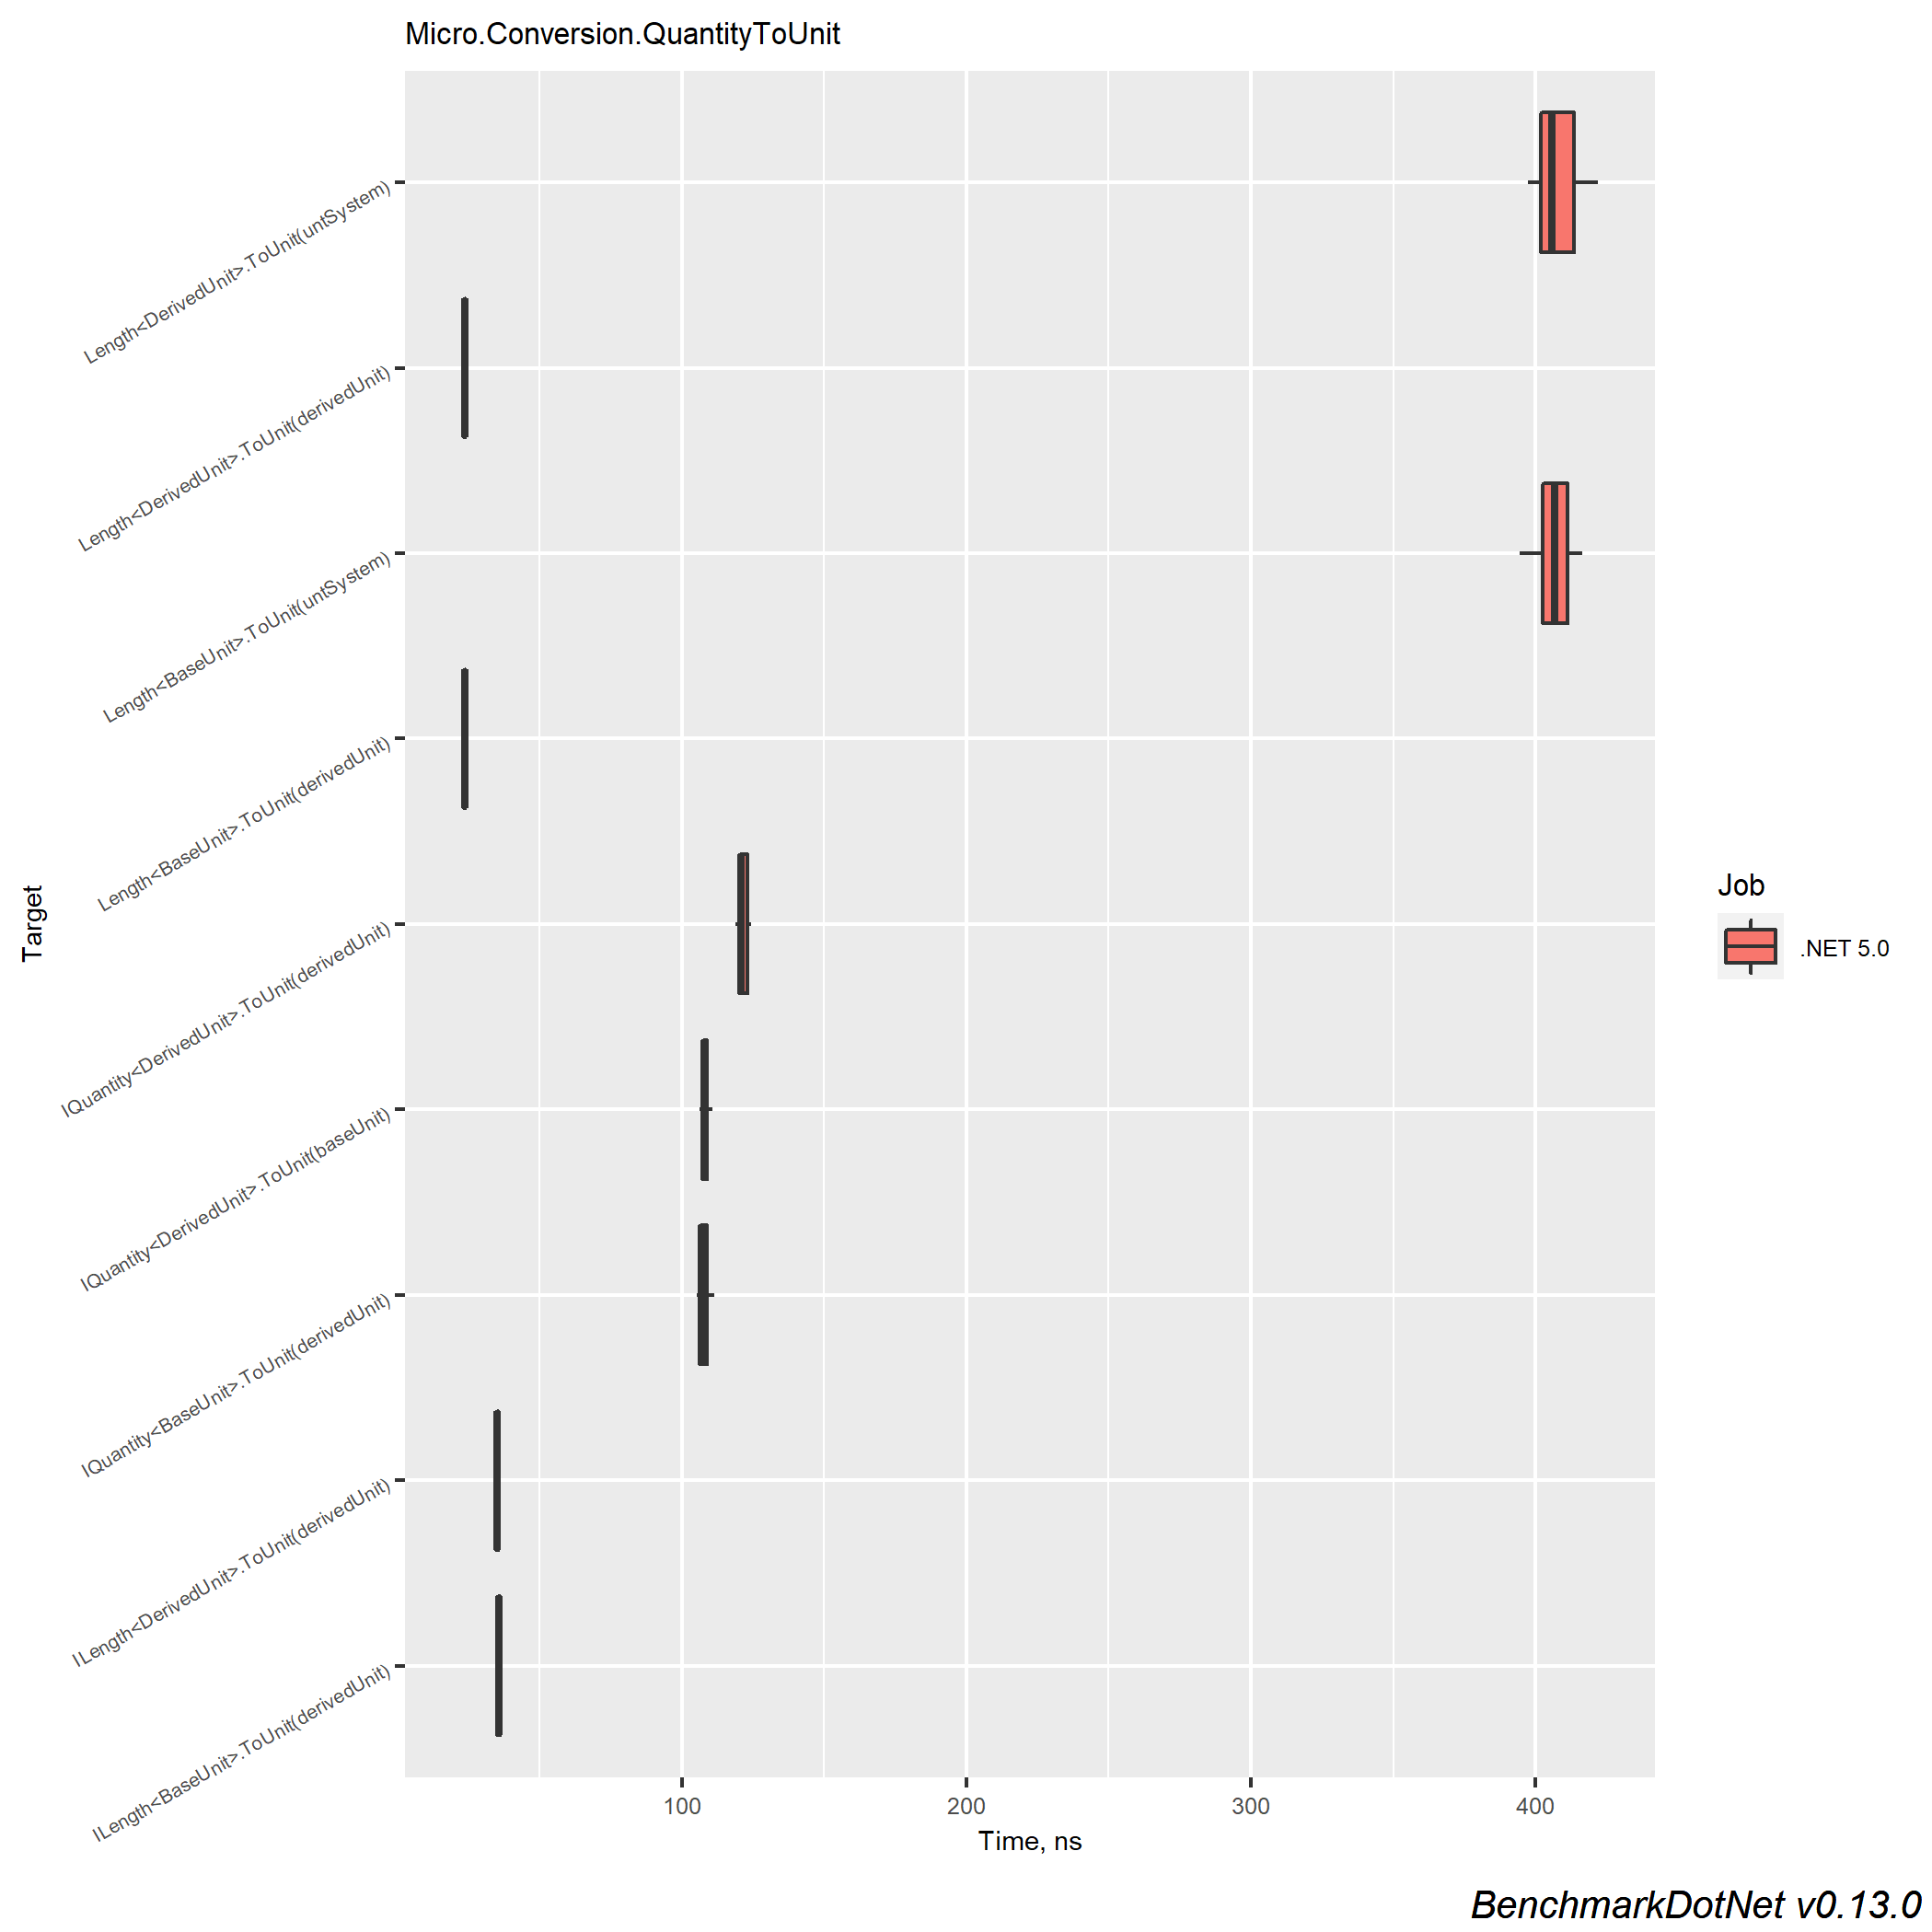 Micro.Conversion.QuantityToUnit
Length<DerivedUnit>.ToUnit(untSystem)
Length<DerivedUnit>.ToUnit(derivedUnit)
Length<BaseUnit>.ToUnit(untSystem)
Length<BaseUnit>.ToUnit(derivedUnit)
IQuantity<DerivedUnit>.ToUnit(derivedUnit)
IQuantity<DerivedUnit>.ToUnit(baseUnit)
IQuantity<BaseUnit>.ToUnit(derivedUnit)
ILength<DerivedUnit>.ToUnit(derivedUnit)
ILength<BaseUnit>.ToUnit(derivedUnit)
Target
100 200 300 400
Time, ns
Job
.NET 5.0
BenchmarkDotNet v0.13.0